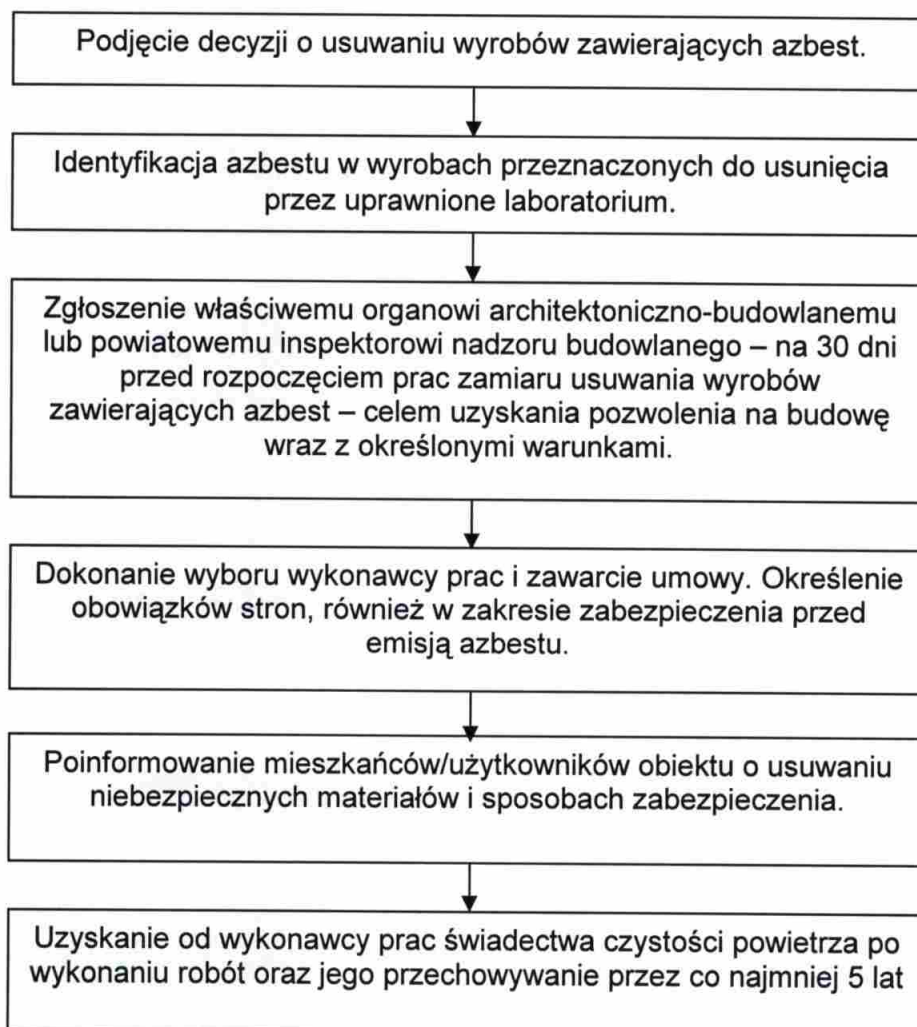 Podjęcie decyzji o usuwaniu wyrobów zawierających azbest.
Identyfikacja azbestu w wyrobach przeznaczonych do usunięcia
przez uprawnione laboratorium.
Zgłoszenie właściwemu organowi architektoniczno-budowlanemu
lub powiatowemu inspektorowi nadzoru budowlanego – na 30 dni
przed rozpoczęciem prac zamiaru usuwania wyrobów
zawierających azbest – celem uzyskania pozwolenia na budowę
wraz z określonymi warunkami.
Dokonanie wyboru wykonawcy prac i zawarcie umowy. Określenie
obowiązków stron, również w zakresie zabezpieczenia przed
emisją azbestu.
Poinformowanie mieszkańców/użytkowników obiektu o usuwaniu
niebezpiecznych materiałów i sposobach zabezpieczenia.
Uzyskanie od wykonawcy prac świadectwa czystości powietrza po
wykonaniu robót oraz jego przechowywanie przez co najmniej 5 lat